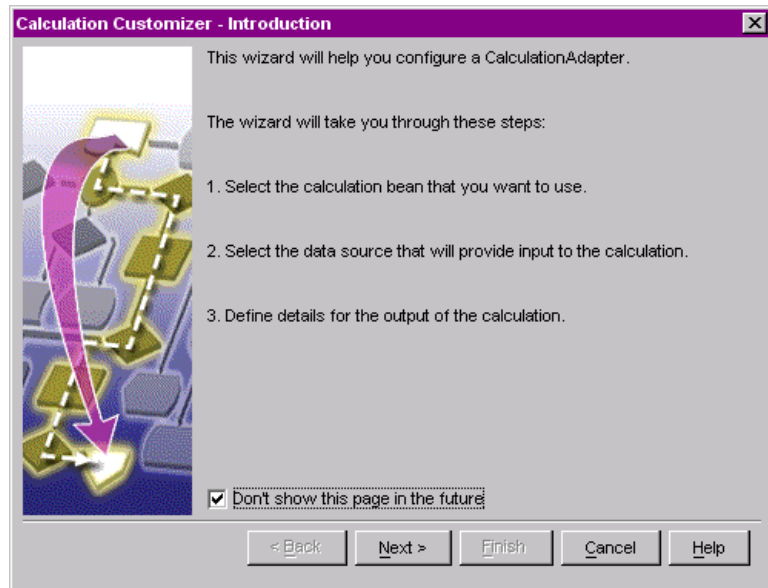 Calculation Customizer - Introduction
This wizard will help you configure a CalculationAdapter.
The wizard will take you through these steps:
1. Select the calculation bean that you want to use.
2. Select the data source that will provide input to the calculation.
3. Define details for the output of the calculation.
Don't show this page in the future
< Back Next > Finish Cancel Help